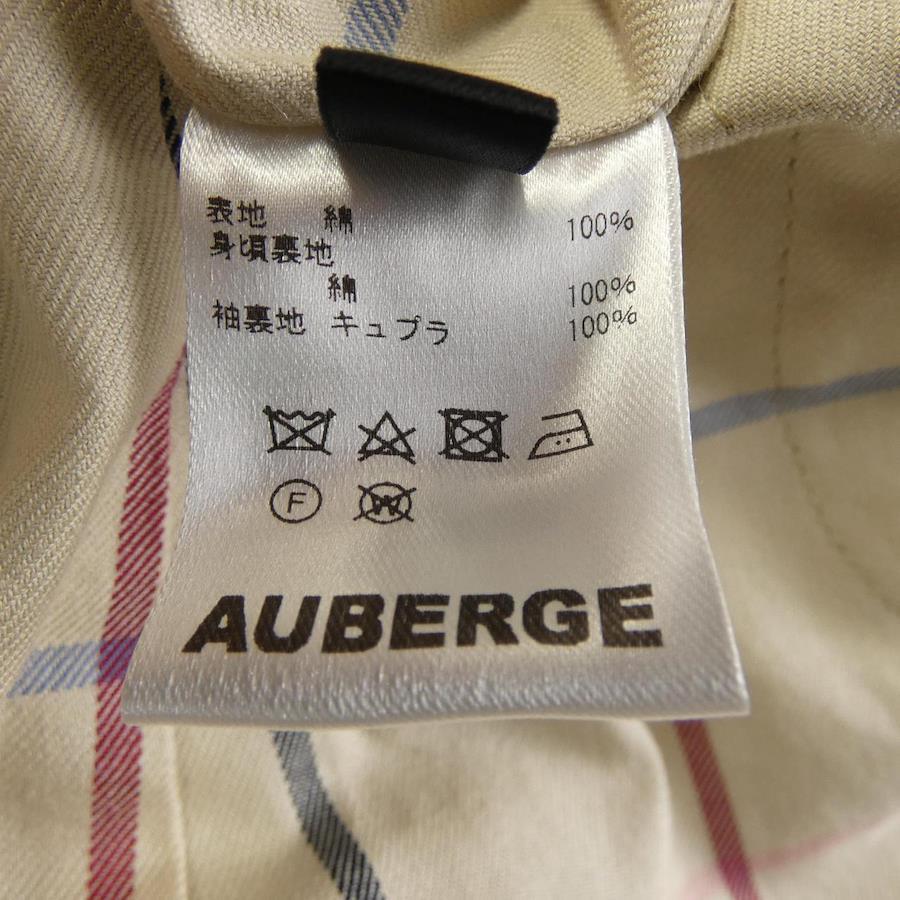 表地 綿 100%
身頃裏地
綿 100%
袖裏地 キュプラ 100%
F W
AUBERGE